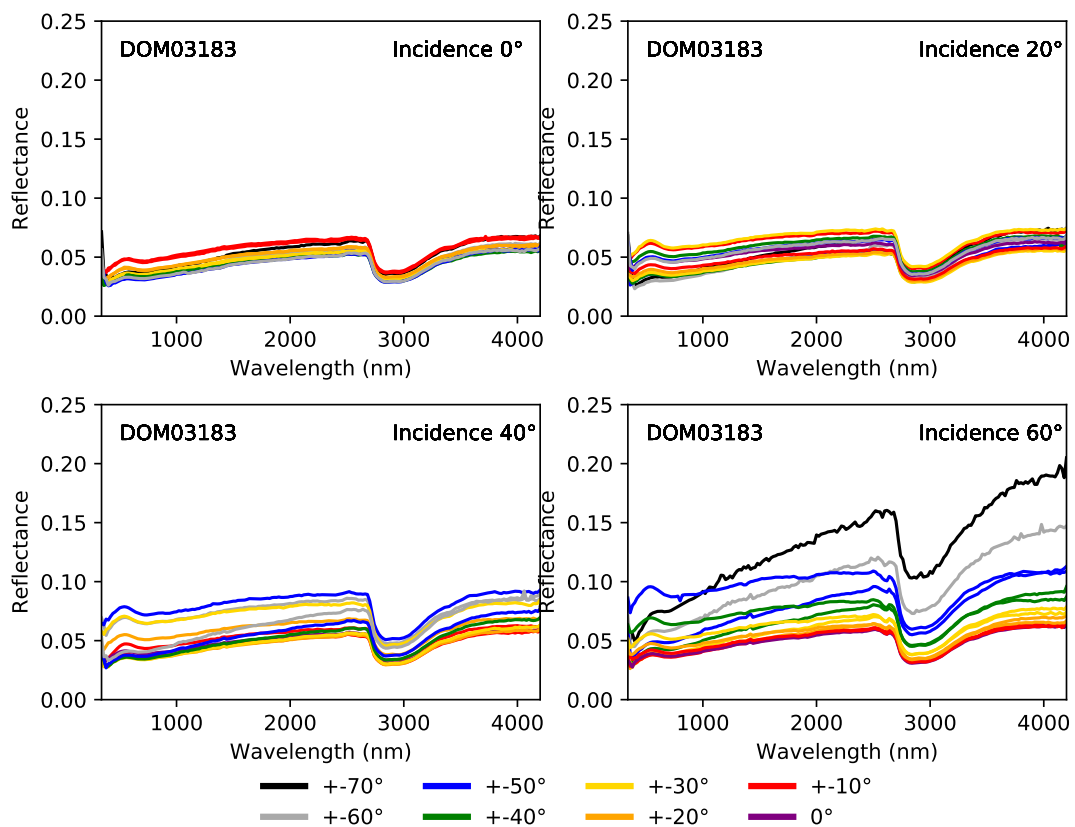 0.25
0.20
0.15
0.10
0.05
0.00
Reflectance
DOM03183 Incidence 0°
1000 2000 3000 4000
Wavelength (nm)
0.25
0.20
0.15
0.10
0.05
0.00
Reflectance
DOM03183 Incidence 20°
1000 2000 3000 4000
Wavelength (nm)
0.25
0.20
0.15
0.10
0.05
0.00
Reflectance
DOM03183 Incidence 40°
1000 2000 3000 4000
Wavelength (nm)
0.25
0.20
0.15
0.10
0.05
0.00
Reflectance
DOM03183 Incidence 60°
1000 2000 3000 4000
Wavelength (nm)
+-70° +-50° +-30° +-10°
+-60° +-40° +-20° 0°